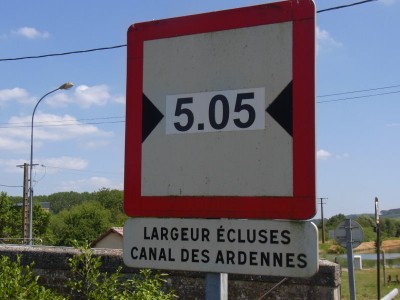 5.05
LARGEUR ÉCLUSES
CANAL DES ARDENNES